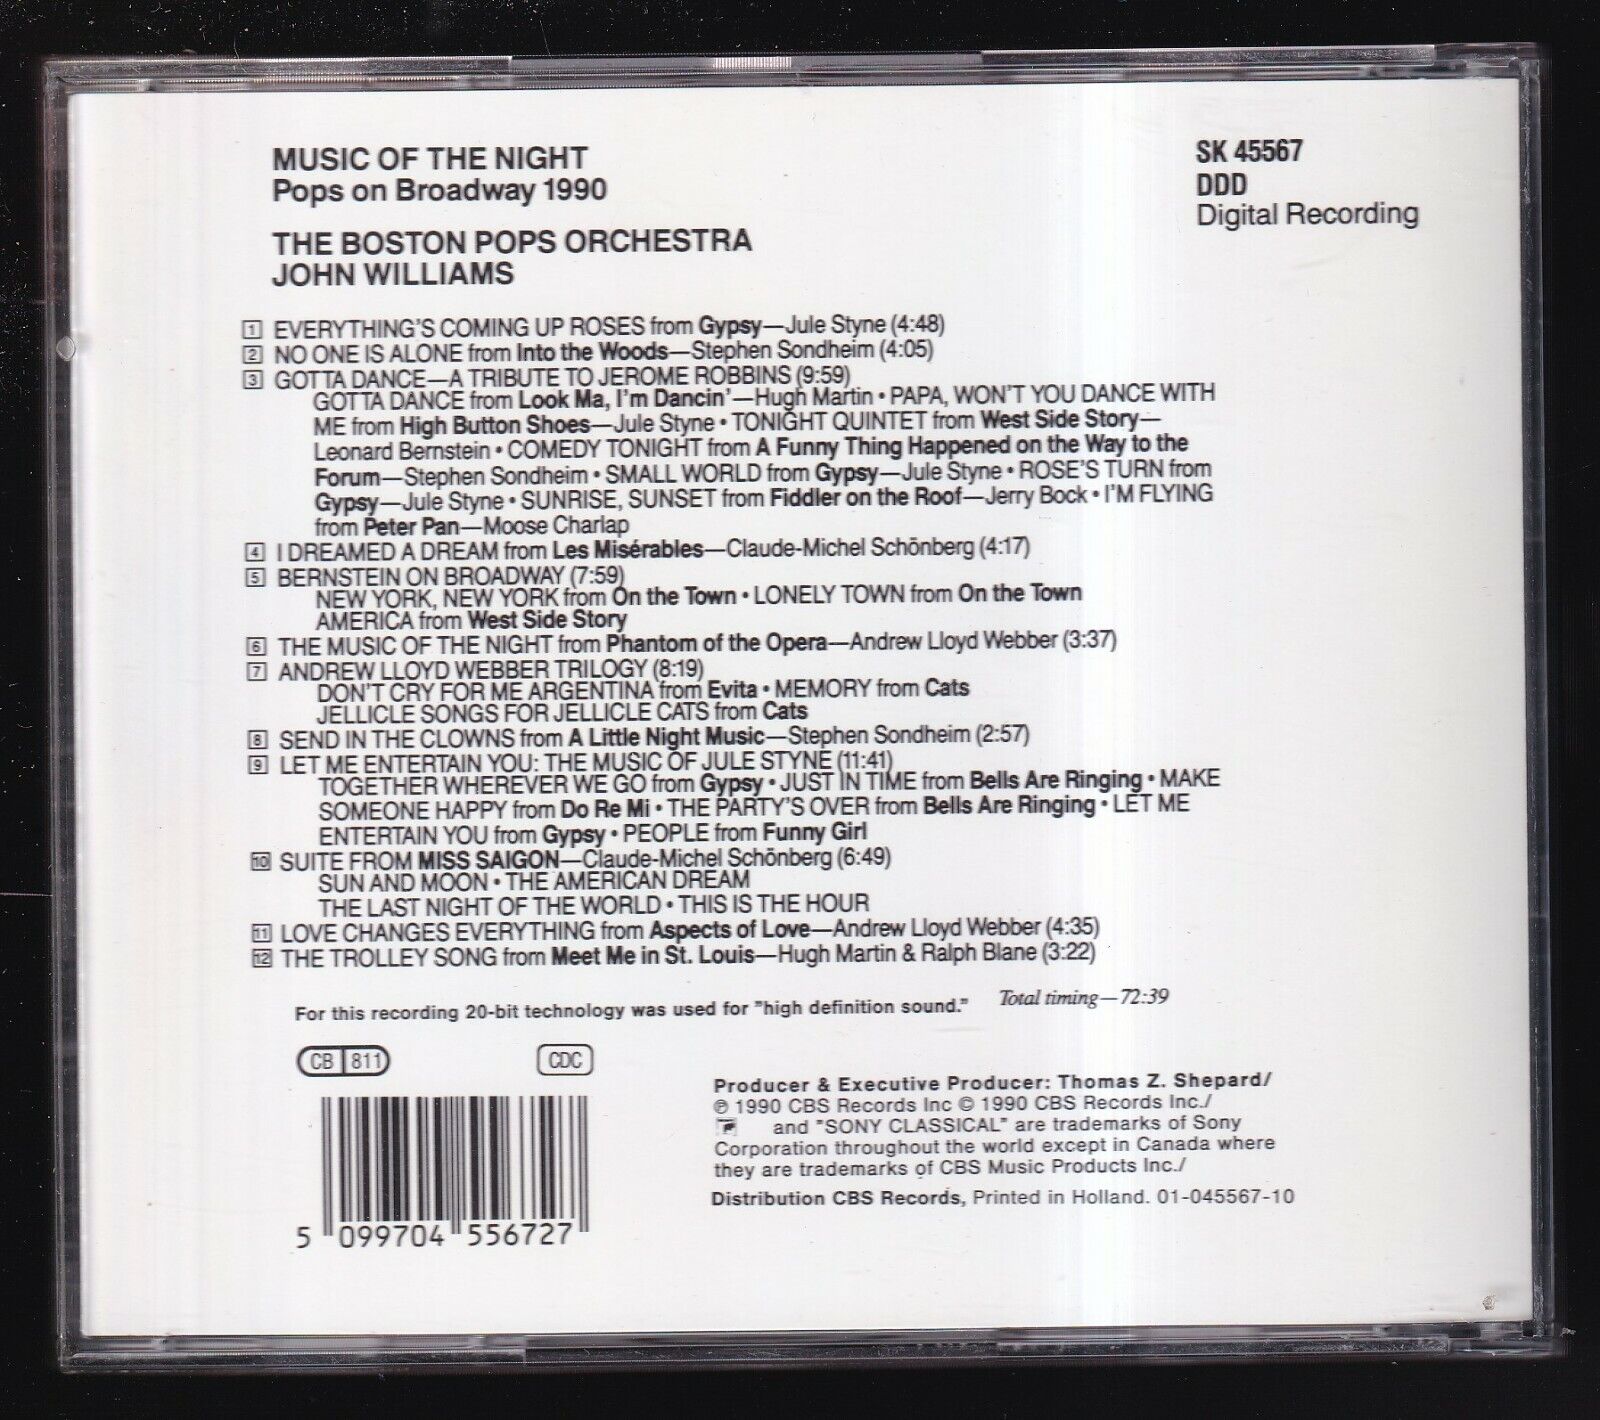 MUSIC OF THE NIGHT
Pops on Broadway 1990
THE BOSTON POPS ORCHESTRA
JOHN WILLIAMS
SK 45567
DDD
Digital Recording
1 EVERYTHING'S COMING UP ROSES from Gypsy—Jule Styne (4:48)
2 NO ONE IS ALONE from Into the Woods—Stephen Sondheim (4:05)
3 GOTTA DANCE—A TRIBUTE TO JEROME ROBBINS (9:59)
GOTTA DANCE from Look Ma, I'm Dancin'—Hugh Martin • PAPA, WON'T YOU DANCE WITH
ME from High Button Shoes—Jule Styne • TONIGHT QUINTET from West Side Story—
Leonard Bernstein • COMEDY TONIGHT from A Funny Thing Happened on the Way to the
Forum—Stephen Sondheim • SMALL WORLD from Gypsy—Jule Styne • ROSE'S TURN from
Gypsy—Jule Styne • SUNRISE, SUNSET from Fiddler on the Roof—Jerry Bock • I'M FLYING
from Peter Pan—Moose Charlap
4 I DREAMED A DREAM from Les Misérables—Claude-Michel Schönberg (4:17)
5 BERNSTEIN ON BROADWAY (7:59)
NEW YORK, NEW YORK from On the Town • LONELY TOWN from On the Town
AMERICA from West Side Story
6 THE MUSIC OF THE NIGHT from Phantom of the Opera—Andrew Lloyd Webber (3:37)
7 ANDREW LLOYD WEBBER TRILOGY (8:19)
DON'T CRY FOR ME ARGENTINA from Evita • MEMORY from Cats
JELLICLE SONGS FOR JELLICLE CATS from Cats
8 SEND IN THE CLOWNS from A Little Night Music—Stephen Sondheim (2:57)
9 LET ME ENTERTAIN YOU: THE MUSIC OF JULE STYNE (11:41)
TOGETHER WHEREVER WE GO from Gypsy • JUST IN TIME from Bells Are Ringing • MAKE
SOMEONE HAPPY from Do Re Mi • THE PARTY'S OVER from Bells Are Ringing • LET ME
ENTERTAIN YOU from Gypsy • PEOPLE from Funny Girl
10 SUITE FROM MISS SAIGON—Claude-Michel Schönberg (6:49)
SUN AND MOON • THE AMERICAN DREAM
THE LAST NIGHT OF THE WORLD • THIS IS THE HOUR
11 LOVE CHANGES EVERYTHING from Aspects of Love—Andrew Lloyd Webber (4:35)
12 THE TROLLEY SONG from Meet Me in St. Louis—Hugh Martin & Ralph Blane (3:22)
For this recording 20-bit technology was used for "high definition sound."
Total timing—72:39
CB 811
CDC
5 099704 556727
Producer & Executive Producer: Thomas Z. Shepard/
℗ 1990 CBS Records Inc © 1990 CBS Records Inc./
and "SONY CLASSICAL" are trademarks of Sony
Corporation throughout the world except in Canada where
they are trademarks of CBS Music Products Inc./
Distribution CBS Records, Printed in Holland. 01-045567-10